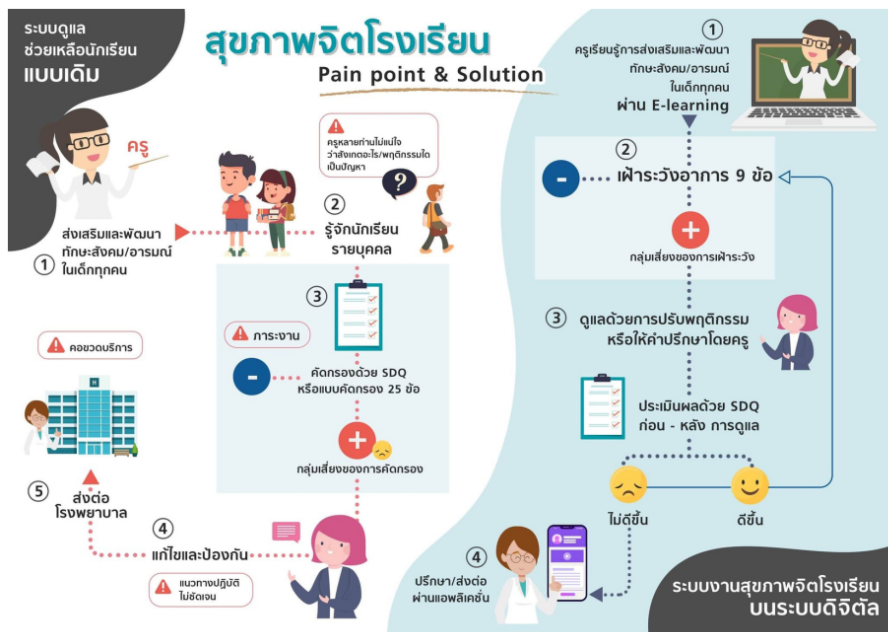 ระบบดูแล
ช่วยเหลือนักเรียน
แบบเดิม
สุขภาพจิตโรงเรียน
Pain point & Solution
ครู
① ส่งเสริมและพัฒนา
ทักษะสังคม/อารมณ์
ในเด็กทุกคน
ครูหลายท่านไม่แน่ใจ
ว่าสังเกตอะไร/พฤติกรรมใด
เป็นปัญหา
?
②
รู้จักนักเรียน
รายบุคคล
③
ภาระงาน
-
คัดกรองด้วย SDQ
หรือแบบคัดกรอง 25 ข้อ
+
กลุ่มเสี่ยงของการคัดกรอง
④
แก้ไขและป้องกัน
แนวทางปฏิบัติ
ไม่ชัดเจน
คอขวดบริการ
H
⑤ ส่งต่อ
โรงพยาบาล
①
ครูเรียนรู้การส่งเสริมและพัฒนา
ทักษะสังคม/อารมณ์
ในเด็กทุกคน
ผ่าน E-learning
②
- เฝ้าระวังอาการ 9 ข้อ
+
กลุ่มเสี่ยงของการเฝ้าระวัง
③ ดูแลด้วยการปรับพฤติกรรม
หรือให้คำปรึกษาโดยครู
ประเมินผลด้วย SDQ
ก่อน - หลัง การดูแล
ไม่ดีขึ้น
ดีขึ้น
④
ปรึกษา/ส่งต่อ
ผ่านแอพลิเคชั่น
ระบบงานสุขภาพจิตโรงเรียน
บนระบบดิจิตัล